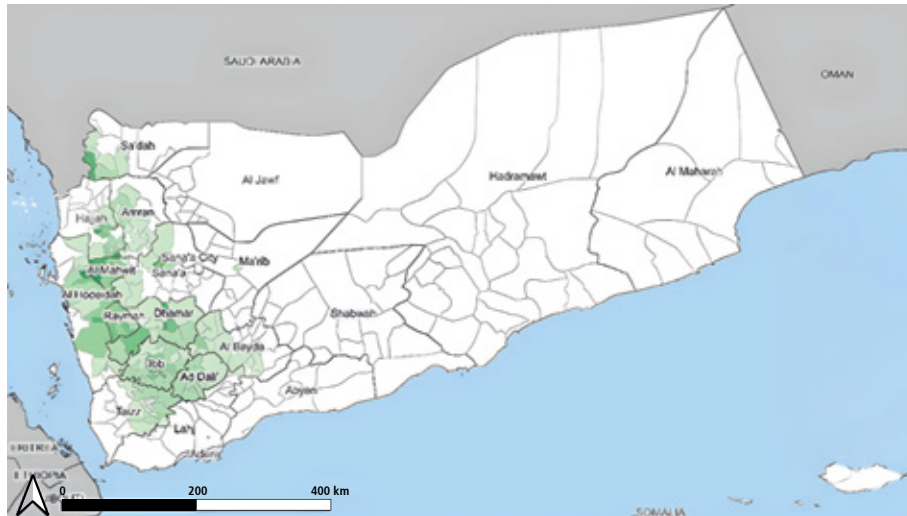 SAUDI ARABIA
OMAN
Sa'dah
Al Jawf
Hadramawt
Al Maharah
Hajjah
Amran
Sana'a City
Ma'rib
Al Mahwit
Sana'a
Al Hodeidah
Raymah
Dhamar
Shabwah
Al Bayda
Ibb
Ad Dali'
Abyan
Taizz
Lahj
ERITREA
ETHIOPIA
0
200
400 km
SOMALIA